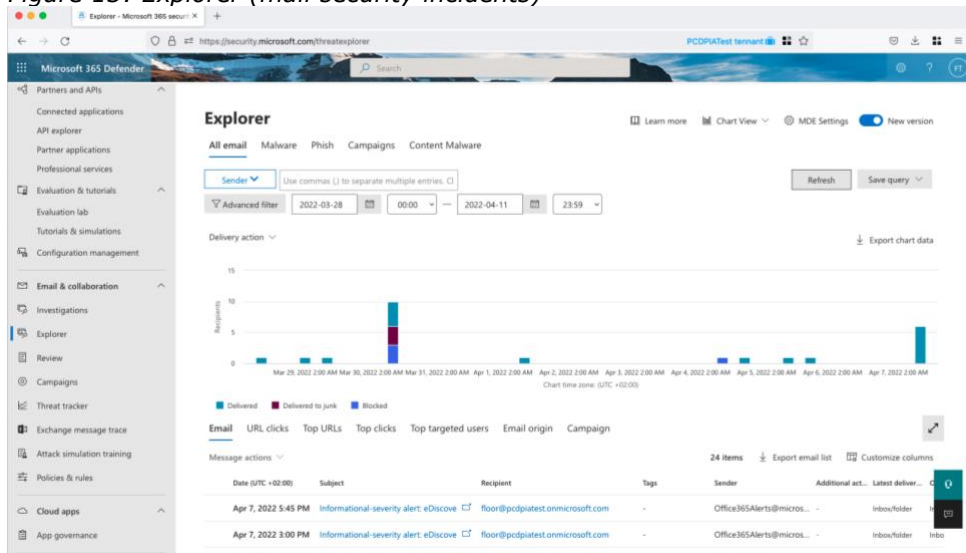 Figure 15: Explorer (mail security incidents)
Explorer - Microsoft 365 securi
https://security.microsoft.com/threatexplorer
PCDPIATest tennant
Microsoft 365 Defender
Search
FT
Partners and APIs
Connected applications
API explorer
Partner applications
Professional services
Evaluation & tutorials
Evaluation lab
Tutorials & simulations
Configuration management
Email & collaboration
Investigations
Explorer
Review
Campaigns
Threat tracker
Exchange message trace
Attack simulation training
Policies & rules
Cloud apps
App governance
Explorer
Learn more Chart View MDE Settings New version
All email Malware Phish Campaigns Content Malware
Sender Use commas (,) to separate multiple entries. Cl Refresh Save query
Advanced filter 2022-03-28 00:00 — 2022-04-11 23:59
Delivery action Export chart data
15
10
5
0
Recipients
Mar 29, 2022 2:00 AM Mar 30, 2022 2:00 AM Mar 31, 2022 2:00 AM Apr 1, 2022 2:00 AM Apr 2, 2022 2:00 AM Apr 3, 2022 2:00 AM Apr 4, 2022 2:00 AM Apr 5, 2022 2:00 AM Apr 6, 2022 2:00 AM Apr 7, 2022 2:00 AM
Chart time zone: (UTC +02:00)
Delivered Delivered to junk Blocked
Email URL clicks Top URLs Top clicks Top targeted users Email origin Campaign
Message actions 24 items Export email list Customize columns
Date (UTC +02:00) Subject Recipient Tags Sender Additional act... Latest deliver...
Apr 7, 2022 5:45 PM Informational-severity alert: eDiscove floor@pcdpiatest.onmicrosoft.com - Office365Alerts@micros... - Inbox/folder Inbo
Apr 7, 2022 3:00 PM Informational-severity alert: eDiscove floor@pcdpiatest.onmicrosoft.com - Office365Alerts@micros... - Inbox/folder Inbo